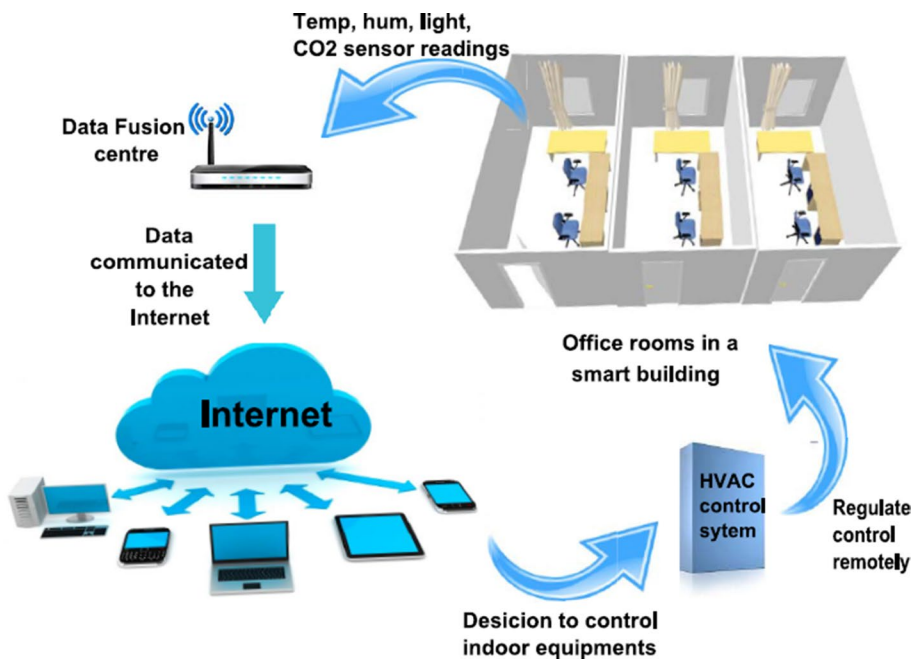 Temp, hum, light,
CO2 sensor readings
Data Fusion
centre
Data
communicated
to the
Internet
Office rooms in a
smart building
Internet
HVAC
control
sytem
Regulate
control
remotely
Desicion to control
indoor equipments